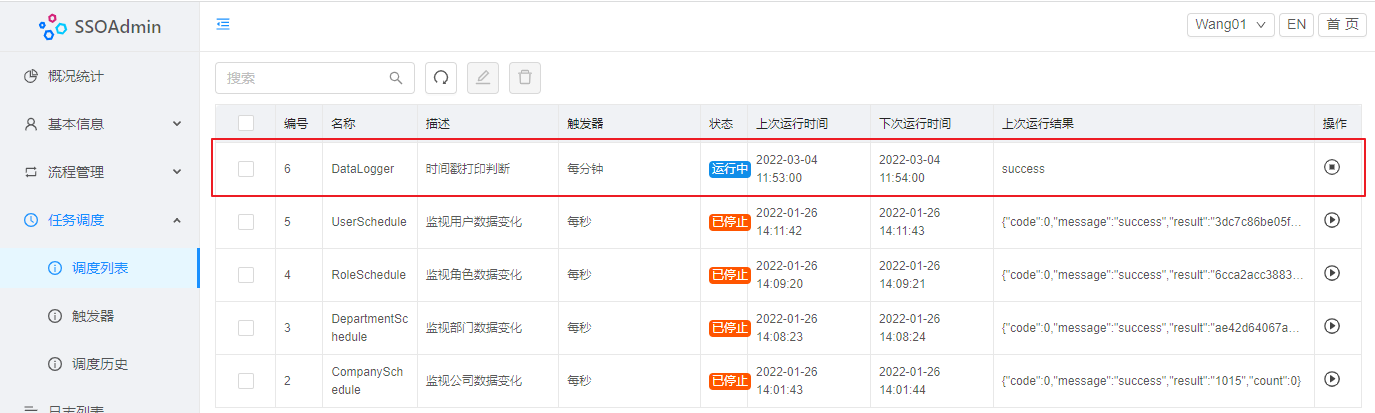 SSOAdmin
Wang01 EN 首 页
概况统计
基本信息
流程管理
任务调度
调度列表
触发器
调度历史
日志列表
搜索
编号 名称 描述 触发器 状态 上次运行时间 下次运行时间 上次运行结果 操作
6 DataLogger 时间戳打印判断 每分钟 运行中 2022-03-04 11:53:00 2022-03-04 11:54:00 success
5 UserSchedule 监视用户数据变化 每秒 已停止 2022-01-26 14:11:42 2022-01-26 14:11:43 {"code":0,"message":"success","result":"3dc7c86be05f...
4 RoleSchedule 监视角色数据变化 每秒 已停止 2022-01-26 14:09:20 2022-01-26 14:09:21 {"code":0,"message":"success","result":"6cca2acc3883...
3 DepartmentSchedule 监视部门数据变化 每秒 已停止 2022-01-26 14:08:23 2022-01-26 14:08:24 {"code":0,"message":"success","result":"ae42d64067a...
2 CompanySchedule 监视公司数据变化 每秒 已停止 2022-01-26 14:01:43 2022-01-26 14:01:44 {"code":0,"message":"success","result":"1015","count":0}